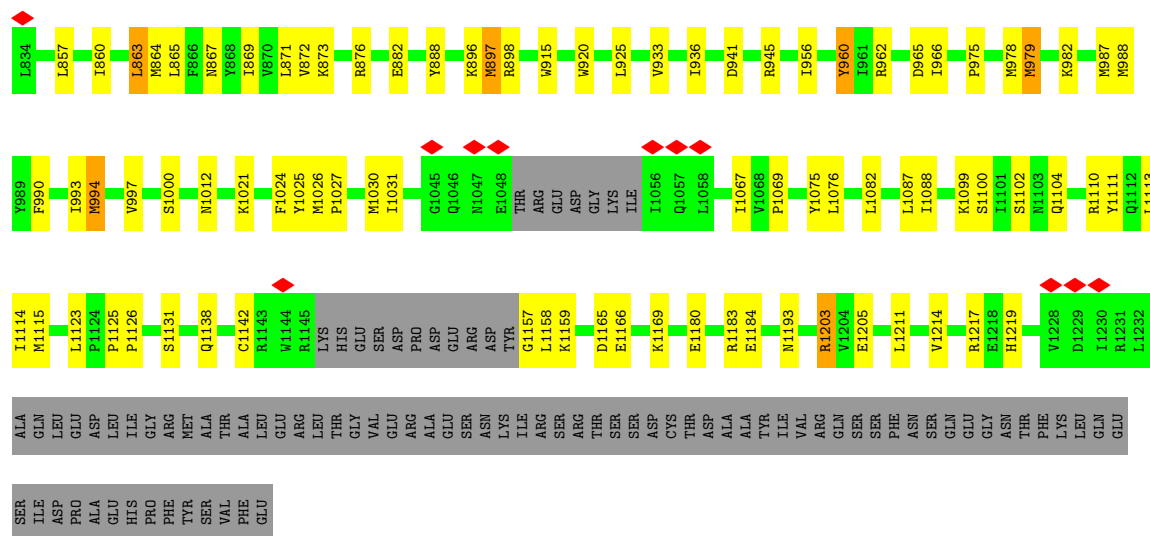 L834 L857 I860 L863 M864 L865 F866 N867 Y868 I869 V870 L871 V872 K873 R876 E882 Y888 K896 M897 R898 W915 W920 L925 V933 I936 D941 R945 I956 Y960 I961 R962 D965 I966 P975 M978 M979 K982 M987 M988
Y989 F990 I993 M994 V997 S1000 N1012 K1021 F1024 Y1025 M1026 P1027 M1030 I1031 G1045 Q1046 N1047 E1048 THR ARG GLU ASP GLY LYS ILE I1056 Q1057 L1058 I1067 V1068 P1069 Y1075 L1076 L1082 L1087 I1088 K1099 S1100 I1101 S1102 N1103 Q1104 R1110 Y1111 Q1112 L1113
I1114 M1115 L1123 P1124 P1125 P1126 S1131 Q1138 C1142 R1143 W1144 R1145 LYS HIS GLU SER ASP PRO ASP GLU ARG ASP TYR G1157 L1158 K1159 D1165 E1166 K1169 E1180 R1183 E1184 N1193 R1203 V1204 E1205 L1211 V1214 R1217 E1218 H1219 V1228 D1229 I1230 R1231 L1232
ALA GLN LEU GLU ASP LEU ILE GLY ARG MET ALA THR ALA LEU GLU ARG LEU THR GLY VAL GLU ARG ALA GLU SER ASN LYS ILE ARG SER ARG THR SER SER ASP CYS THR ASP ALA ALA TYR ILE VAL ARG GLN SER SER PHE ASN SER GLN GLU GLY ASN THR PHE LYS LEU GLN GLU
SER ILE ASP PRO ALA GLU HIS PRO PHE TYR SER VAL PHE GLU